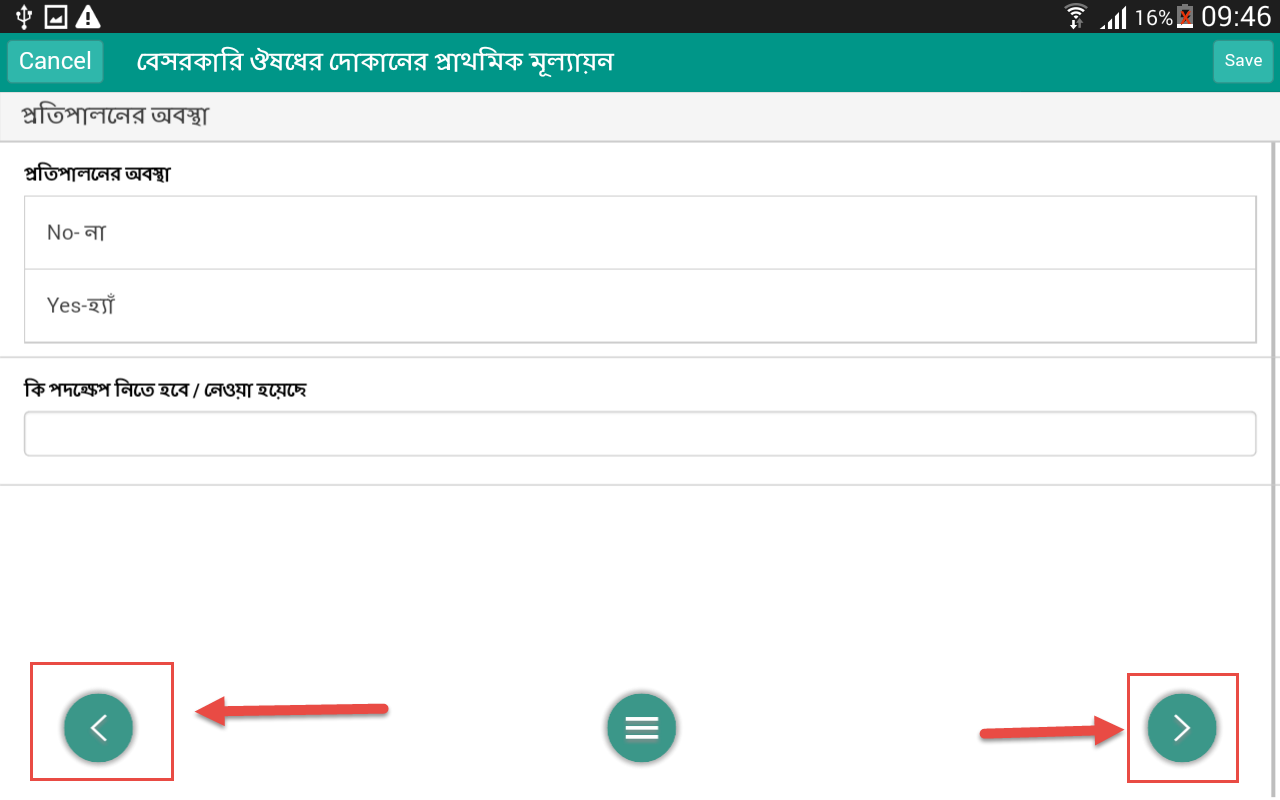 16% 09:46
Cancel বেসরকারি ঔষধের দোকানের প্রাথমিক মূল্যায়ন Save
প্রতিপালনের অবস্থা
প্রতিপালনের অবস্থা
No- না
Yes-হ্যাঁ
কি পদক্ষেপ নিতে হবে / নেওয়া হয়েছে